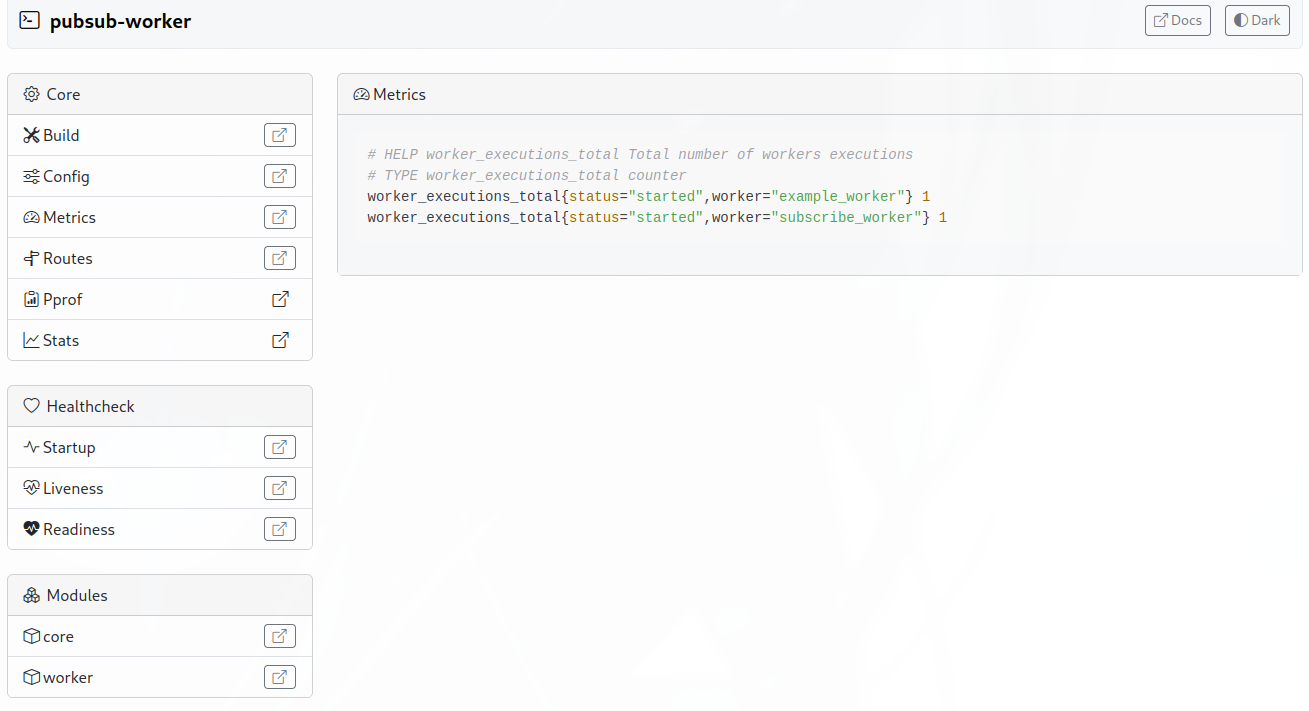 pubsub-worker
Docs
Dark
Core
Build
Config
Metrics
Routes
Pprof
Stats
Healthcheck
Startup
Liveness
Readiness
Modules
core
worker
Metrics
# HELP worker_executions_total Total number of workers executions
# TYPE worker_executions_total counter
worker_executions_total{status="started",worker="example_worker"} 1
worker_executions_total{status="started",worker="subscribe_worker"} 1